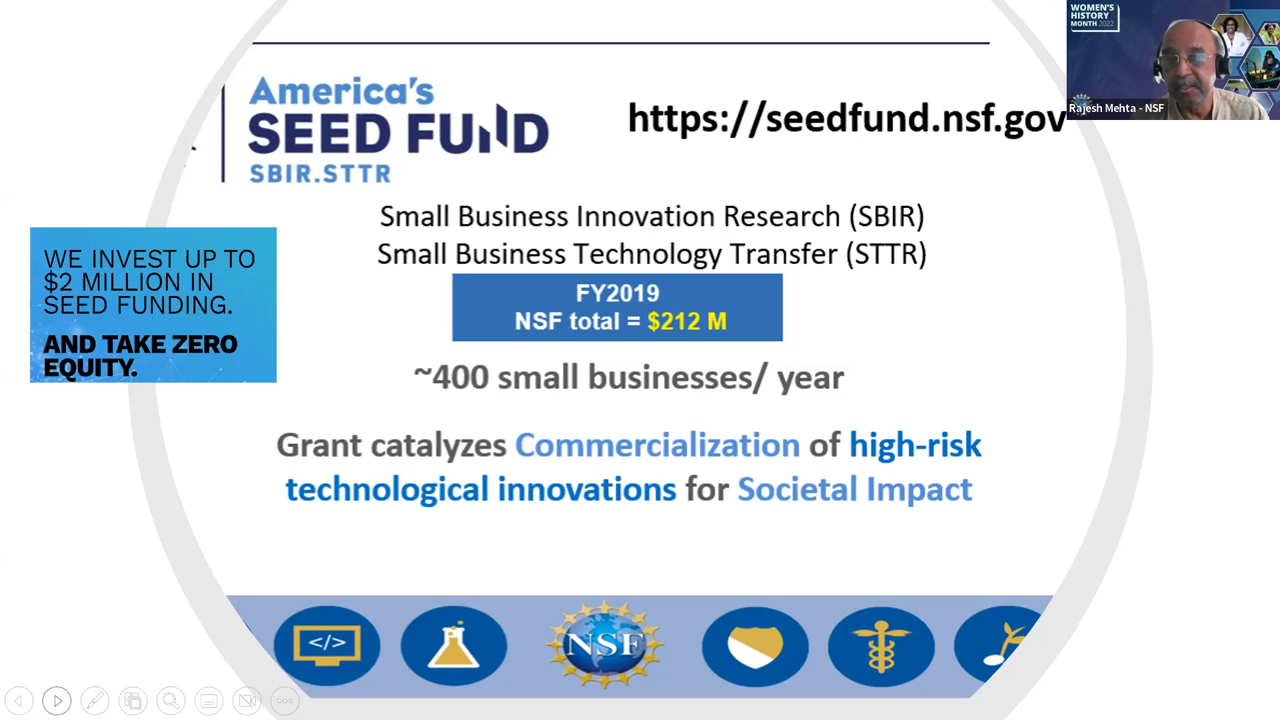 America's
SEED FUND
SBIR.STTR
https://seedfund.nsf.gov
WOMEN'S
HISTORY
MONTH 2022
Rajesh Mehta - NSF
Small Business Innovation Research (SBIR)
Small Business Technology Transfer (STTR)
WE INVEST UP TO
$2 MILLION IN
SEED FUNDING.
AND TAKE ZERO
EQUITY.
FY2019
NSF total = $212 M
~400 small businesses/ year
Grant catalyzes Commercialization of high-risk
technological innovations for Societal Impact
</>
NSF